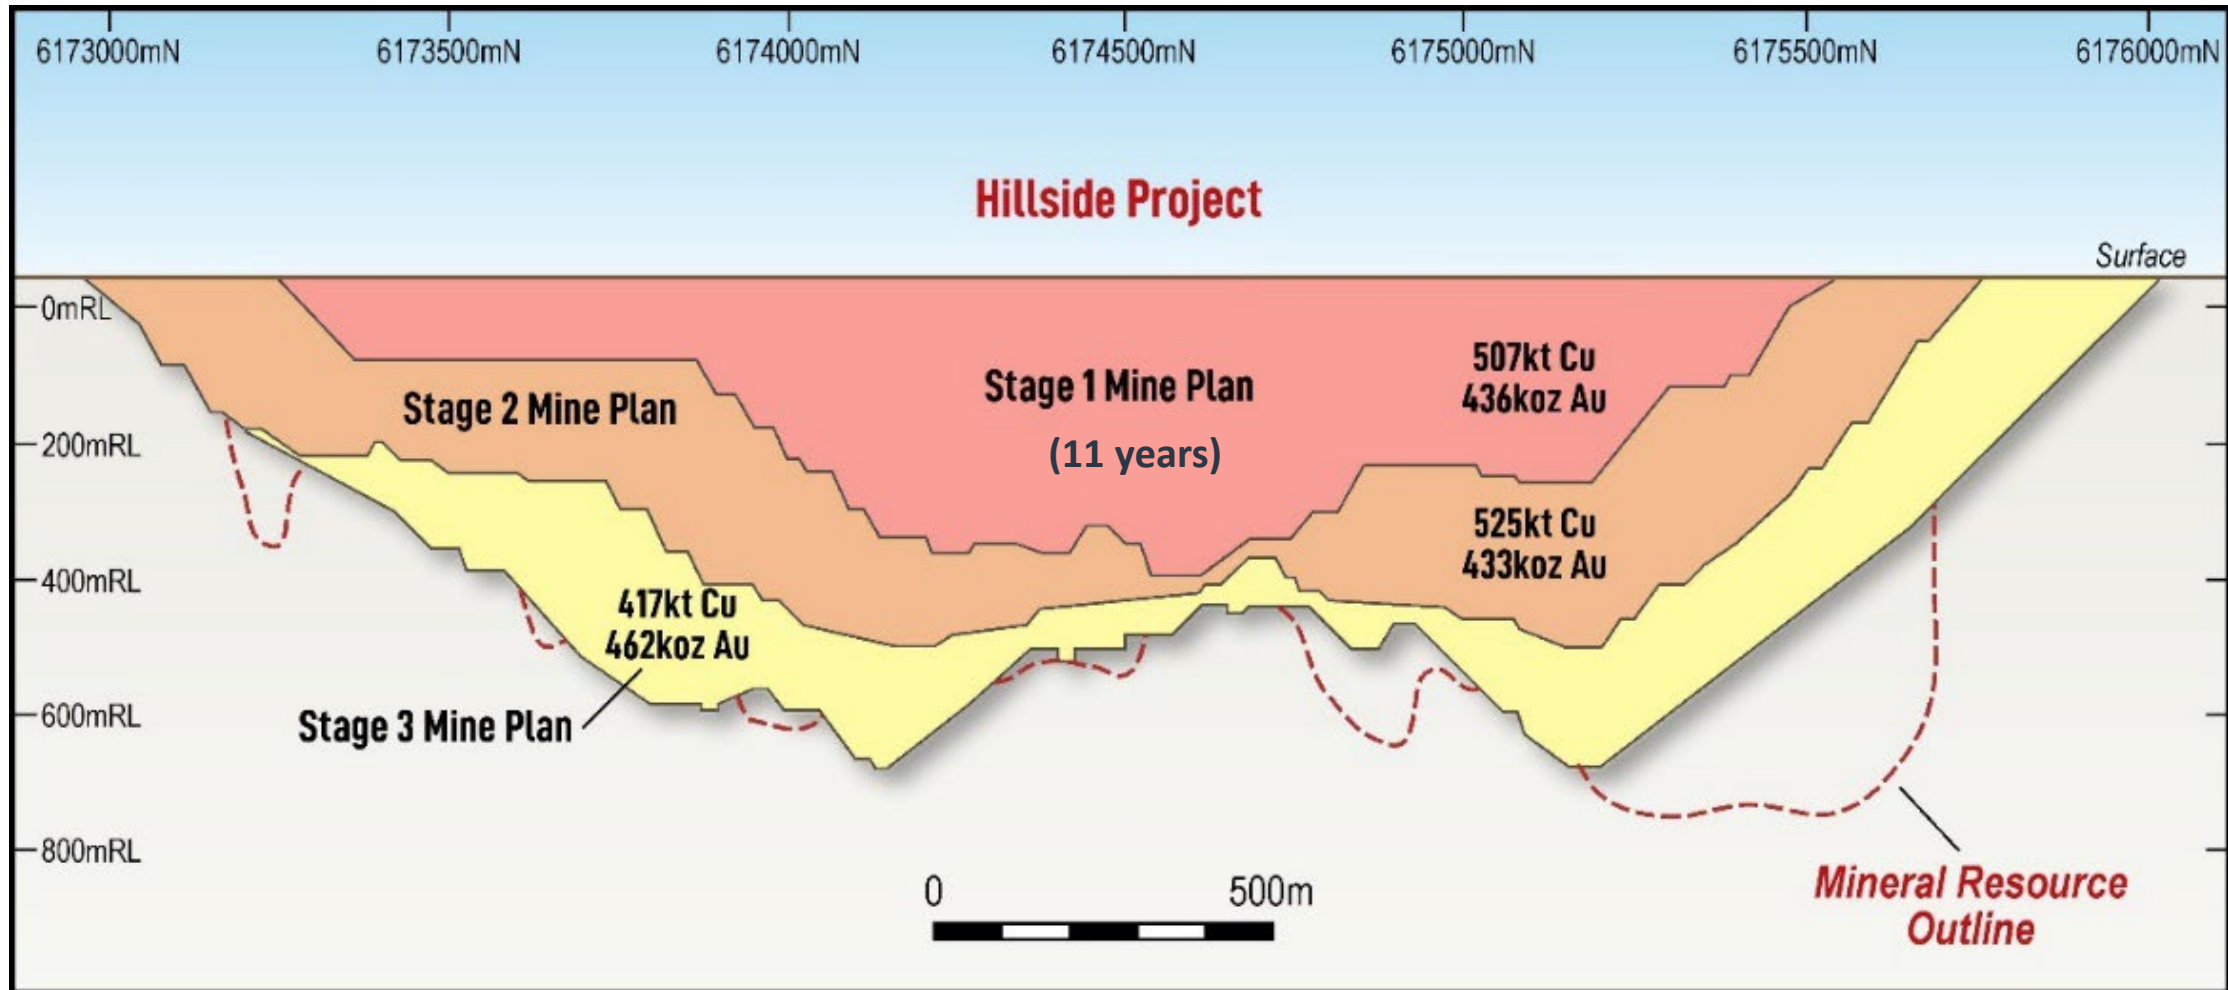 6173000mN
6173500mN
6174000mN
6174500mN
6175000mN
6175500mN
6176000mN
Hillside Project
Surface
0mRL
507kt Cu
436koz Au
Stage 1 Mine Plan
Stage 2 Mine Plan
(11 years)
200mRL
525kt Cu
433koz Au
400mRL
417kt Cu
462koz Au
600mRL
Stage 3 Mine Plan
800mRL
0
500m
Mineral Resource
Outline